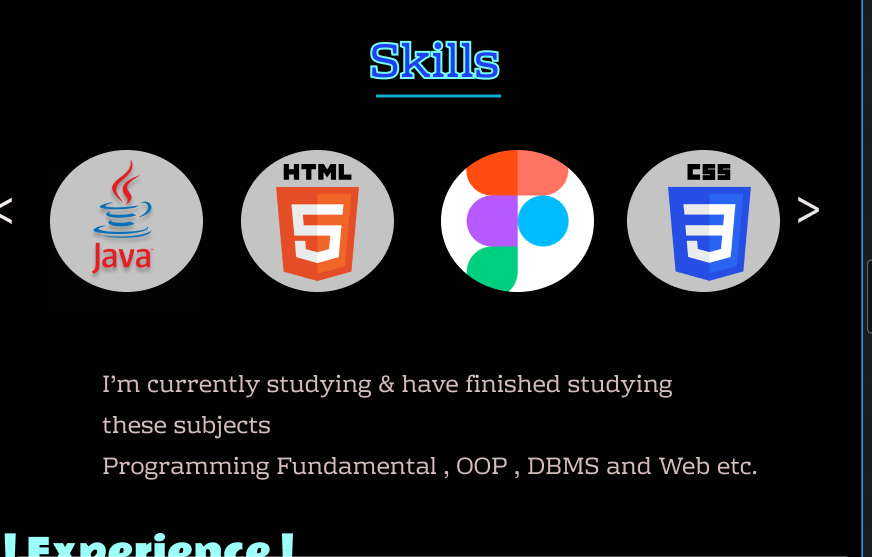 Skills
<
Java
HTML
5
CSS
3
>
I'm currently studying & have finished studying
these subjects
Programming Fundamental , OOP , DBMS and Web etc.
! Experience !